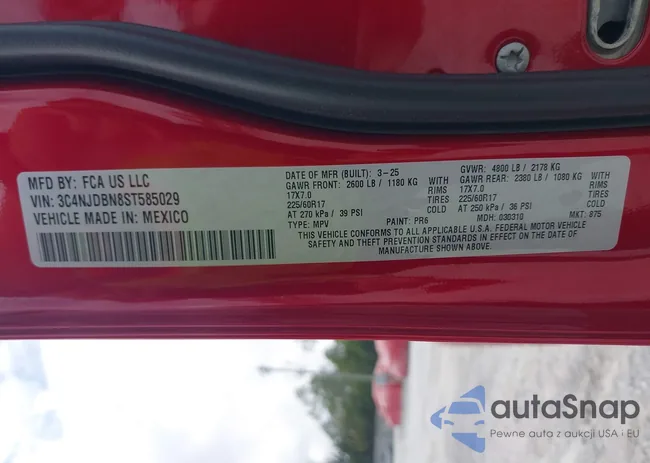 MFD BY: FCA US LLC
VIN: 3C4NJDBN8ST585029
VEHICLE MADE IN: MEXICO
DATE OF MFR (BUILT): 3-25
GAWR FRONT: 2600 LB / 1180 KG
17X7.0
225/60R17
AT 270 kPa / 39 PSI
TYPE: MPV
WITH
RIMS
TIRES
COLD
PAINT: PR6
GVWR: 4800 LB / 2178 KG
GAWR REAR: 2380 LB / 1080 KG
17X7.0
225/60R17
AT 250 kPa / 36 PSI
MDH: 030310
WITH
RIMS
TIRES
COLD
MKT: 875
THIS VEHICLE CONFORMS TO ALL APPLICABLE U.S.A. FEDERAL MOTOR VEHICLE
SAFETY AND THEFT PREVENTION STANDARDS IN EFFECT ON THE DATE OF
MANUFACTURE SHOWN ABOVE.
autoSnap
Pewne auta z aukcji USA i EU